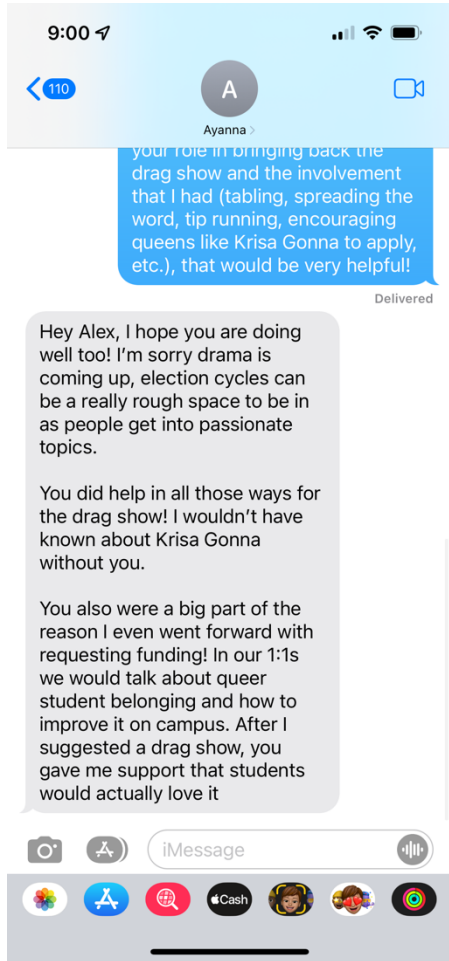 9:00
110
A
Ayanna
your role in bringing back the
drag show and the involvement
that I had (tabling, spreading the
word, tip running, encouraging
queens like Krisa Gonna to apply,
etc.), that would be very helpful!
Delivered
Hey Alex, I hope you are doing
well too! I’m sorry drama is
coming up, election cycles can
be a really rough space to be in
as people get into passionate
topics.
You did help in all those ways for
the drag show! I wouldn’t have
known about Krisa Gonna
without you.
You also were a big part of the
reason I even went forward with
requesting funding! In our 1:1s
we would talk about queer
student belonging and how to
improve it on campus. After I
suggested a drag show, you
gave me support that students
would actually love it
iMessage
Cash